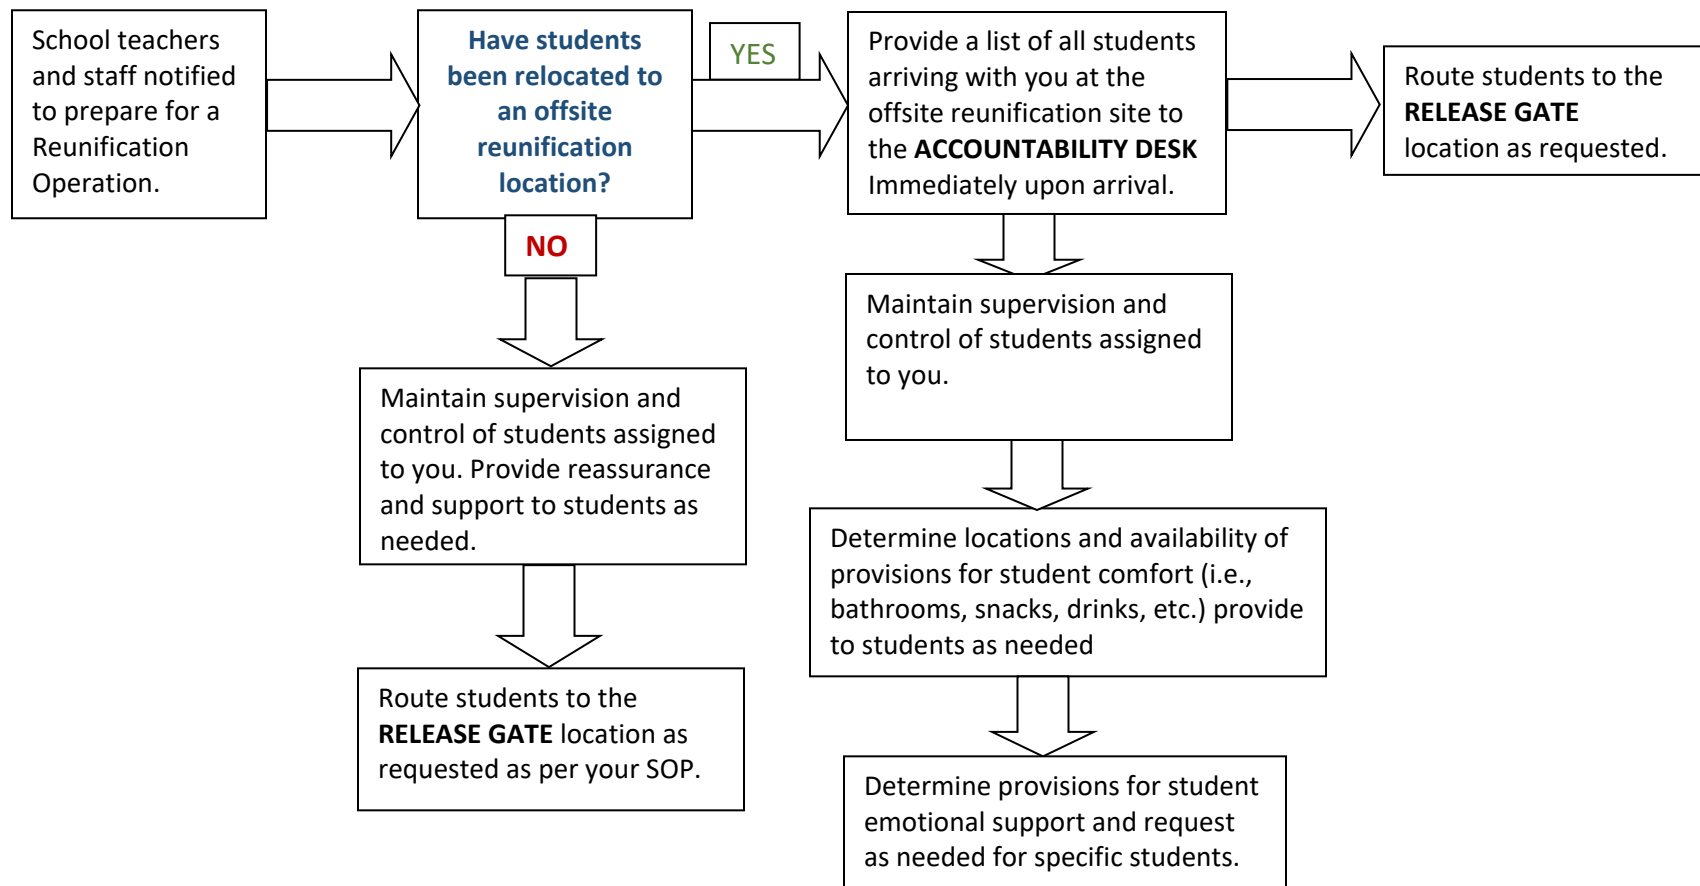 School teachers
and staff notified
to prepare for a
Reunification
Operation.
Have students
been relocated to
an offsite
reunification
location?
YES
NO
Provide a list of all students
arriving with you at the
offsite reunification site to
the ACCOUNTABILITY DESK
Immediately upon arrival.
Route students to the
RELEASE GATE
location as requested.
Maintain supervision and
control of students assigned
to you.
Maintain supervision and
control of students assigned
to you. Provide reassurance
and support to students as
needed.
Determine locations and availability of
provisions for student comfort (i.e.,
bathrooms, snacks, drinks, etc.) provide
to students as needed
Route students to the
RELEASE GATE location as
requested as per your SOP.
Determine provisions for student
emotional support and request
as needed for specific students.